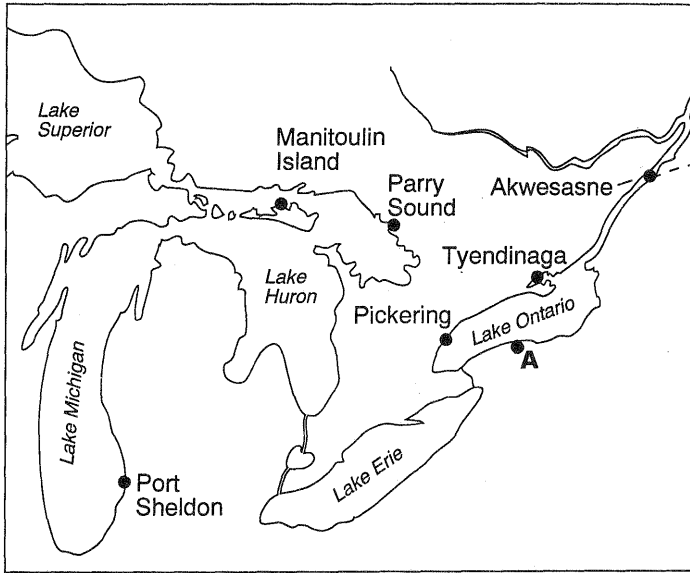 Lake
Superior
Manitoulin
Island
Parry
Sound
Akwesasne
Tyendinaga
Lake
Huron
Pickering
Lake Ontario
A
Lake Michigan
Port
Sheldon
Lake Erie